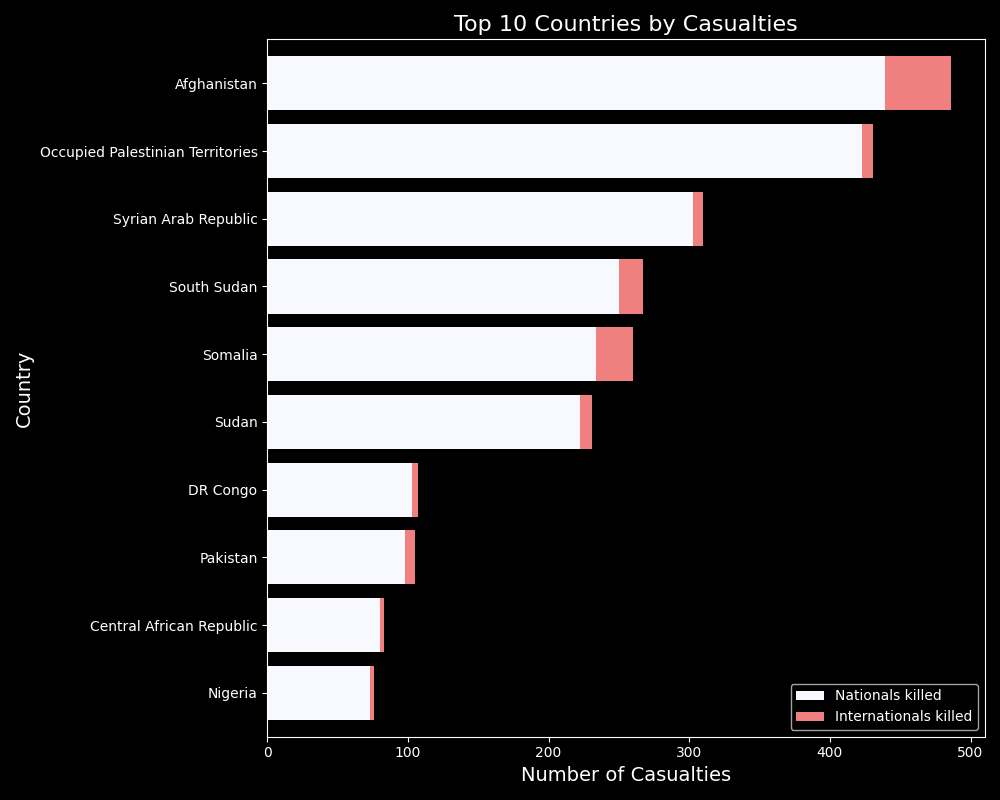 Top 10 Countries by Casualties
Country
Afghanistan
Occupied Palestinian Territories
Syrian Arab Republic
South Sudan
Somalia
Sudan
DR Congo
Pakistan
Central African Republic
Nigeria
Nationals killed
Internationals killed
0 100 200 300 400 500
Number of Casualties